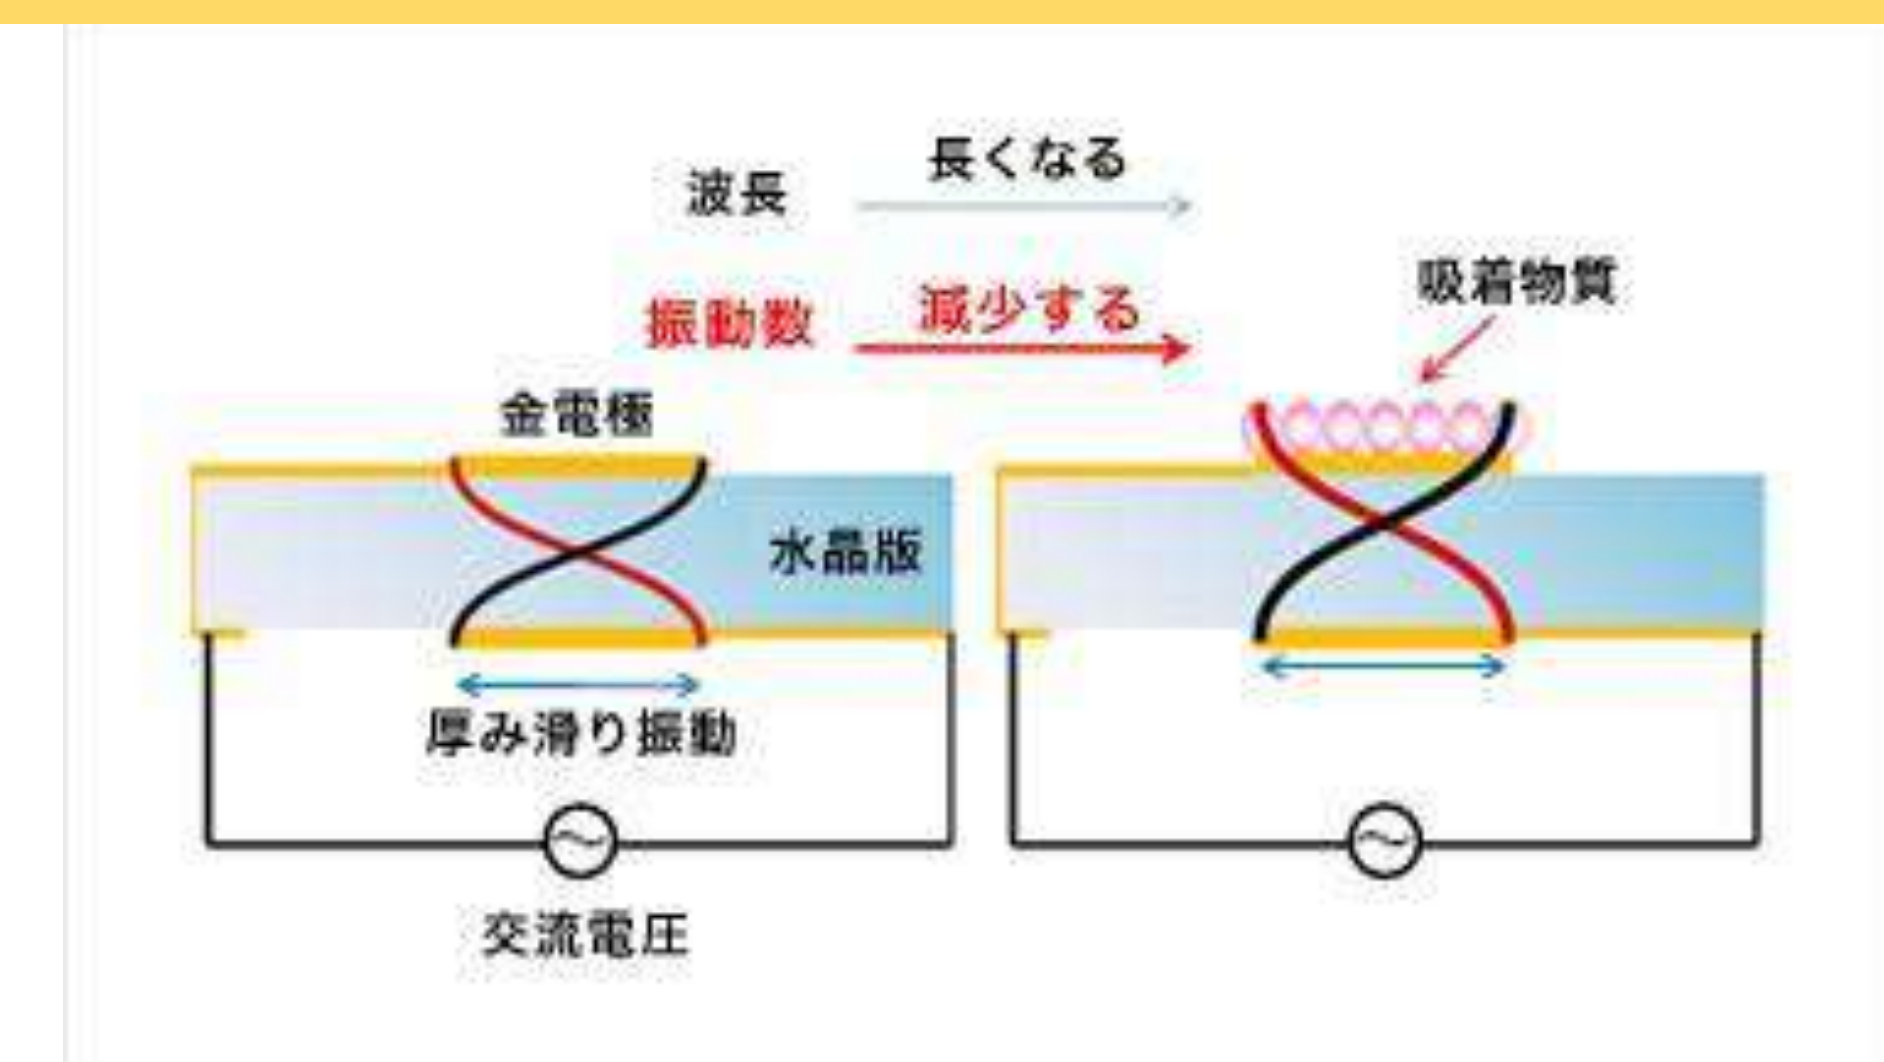 波長
長くなる
振動数
減少する
吸着物質
金電極
水晶版
厚み滑り振動
交流電圧